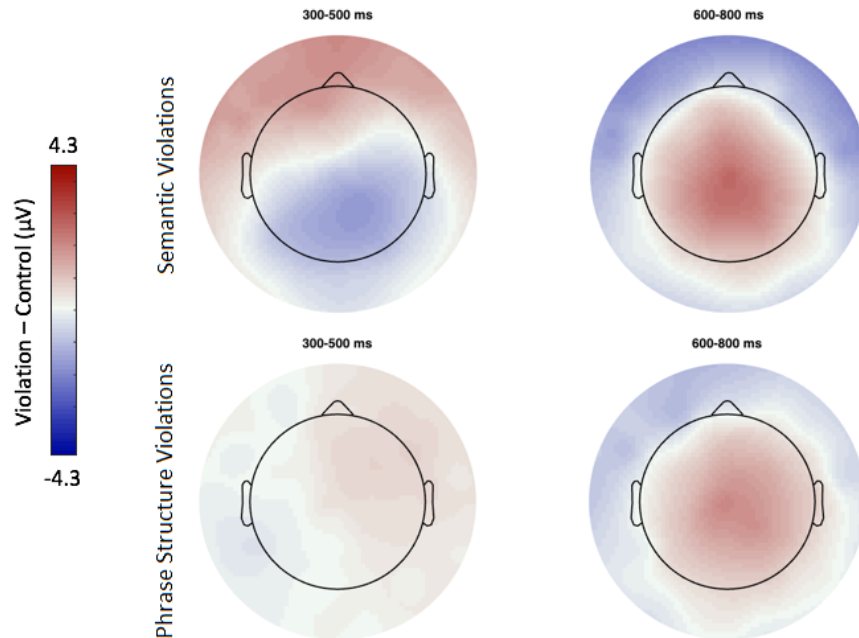 300-500 ms
600-800 ms
Semantic Violations
4.3
Violation – Control (µV)
-4.3
300-500 ms
600-800 ms
Phrase Structure Violations